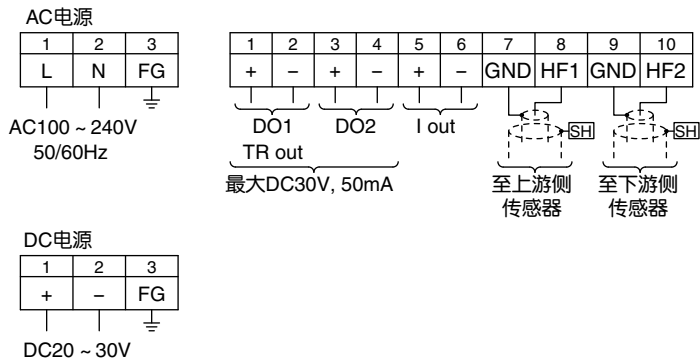 AC电源
1 2 3
L N FG
AC100 ~ 240V
50/60Hz
1 2 3 4 5 6 7 8 9 10
+ − + − + − GND HF1 GND HF2
DO1 DO2 I out
TR out
最大DC30V, 50mA
SH SH
至上游侧 至下游侧
传感器 传感器
DC电源
1 2 3
+ − FG
DC20 ~ 30V